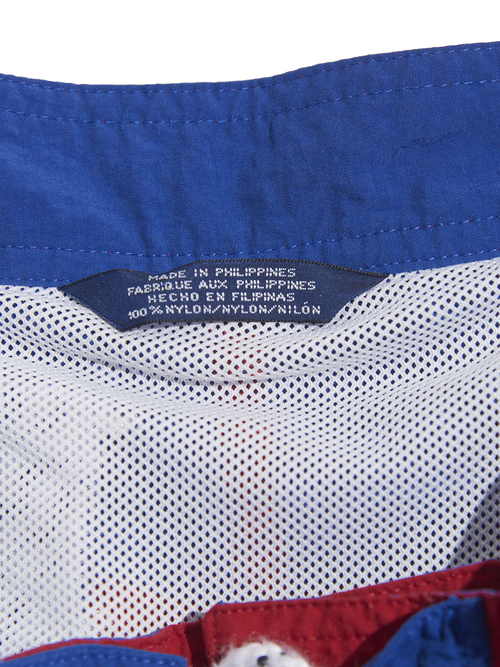 MADE IN PHILIPPINES
FABRIQUE AUX PHILIPPINES
HECHO EN FILIPINAS
100% NYLON/NYLON/NILÓN